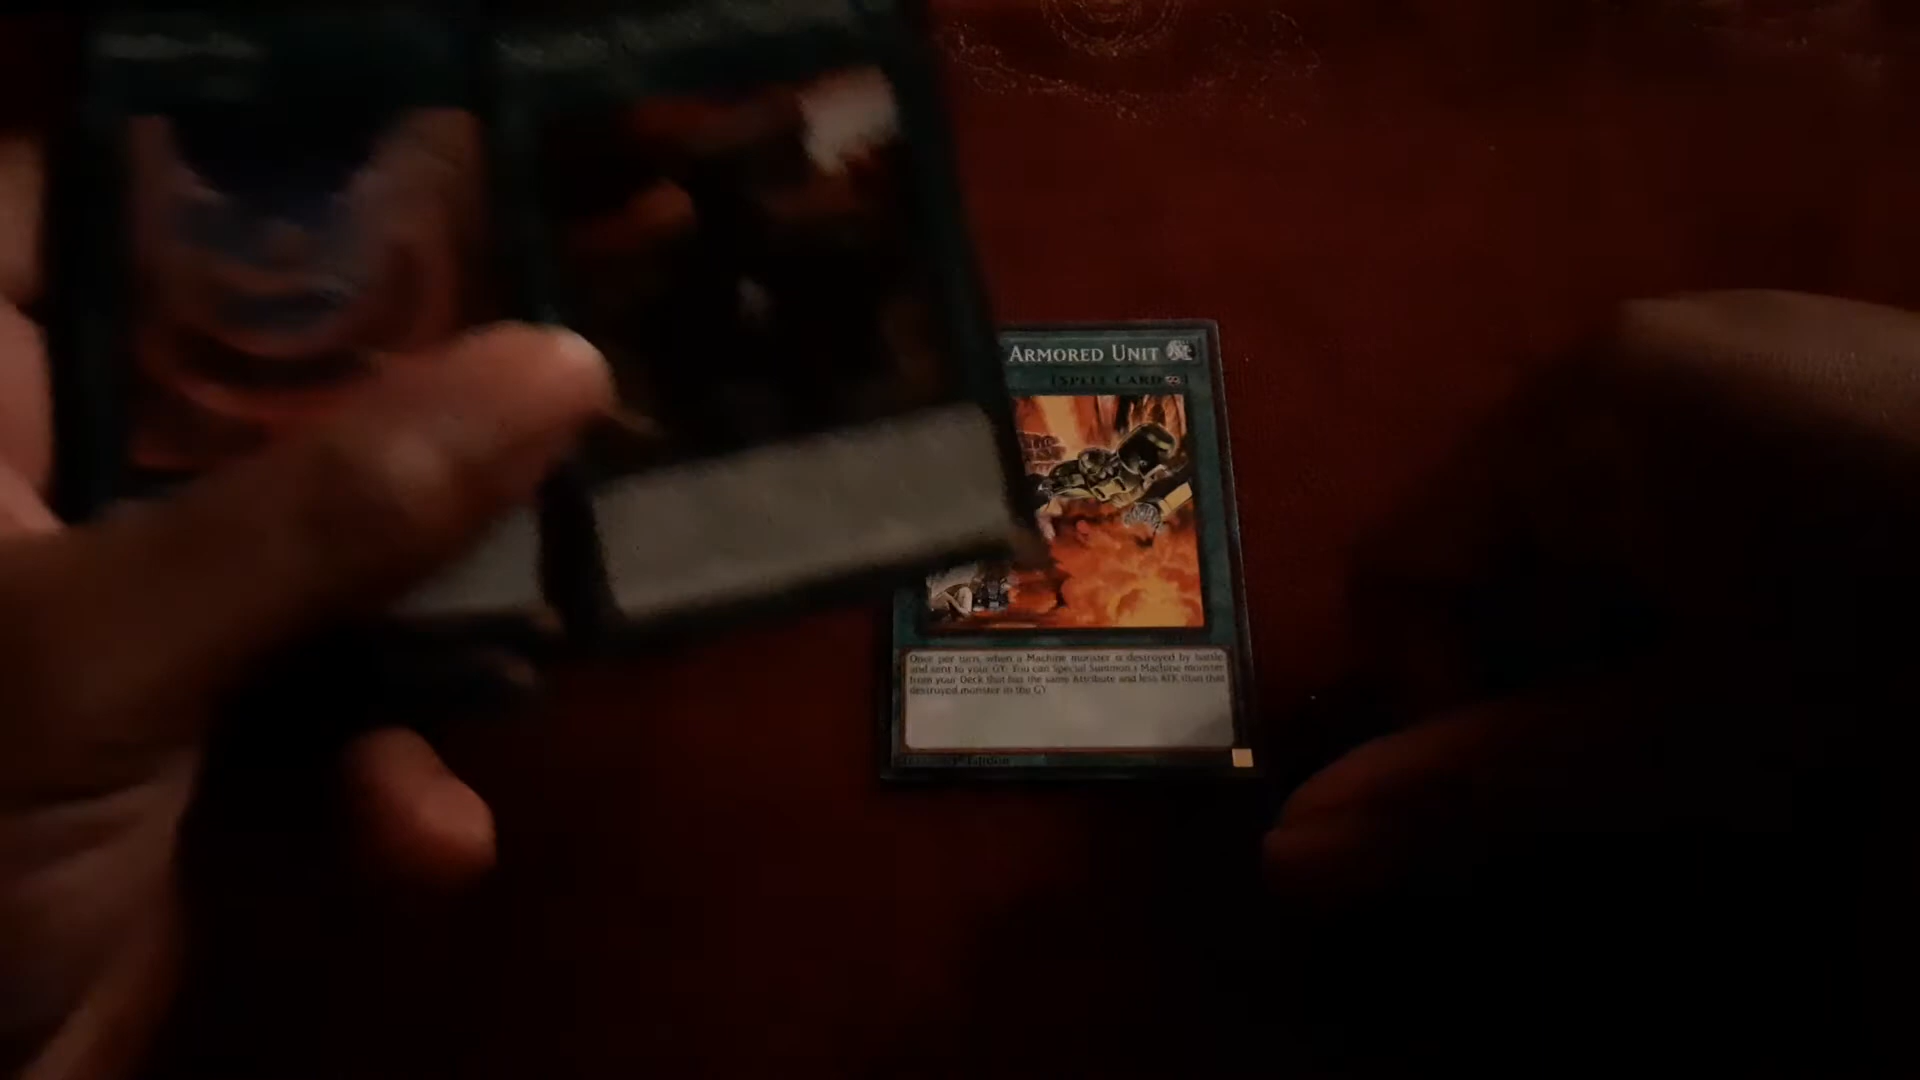 ARMORED UNIT
[SPELL CARD]
Once per turn, when a Machine monster is destroyed by battle
and sent to your GY: You can Special Summon 1 Machine monster
from your Deck that has the same Attribute and less ATK than that
destroyed monster in the GY.
1st Edition